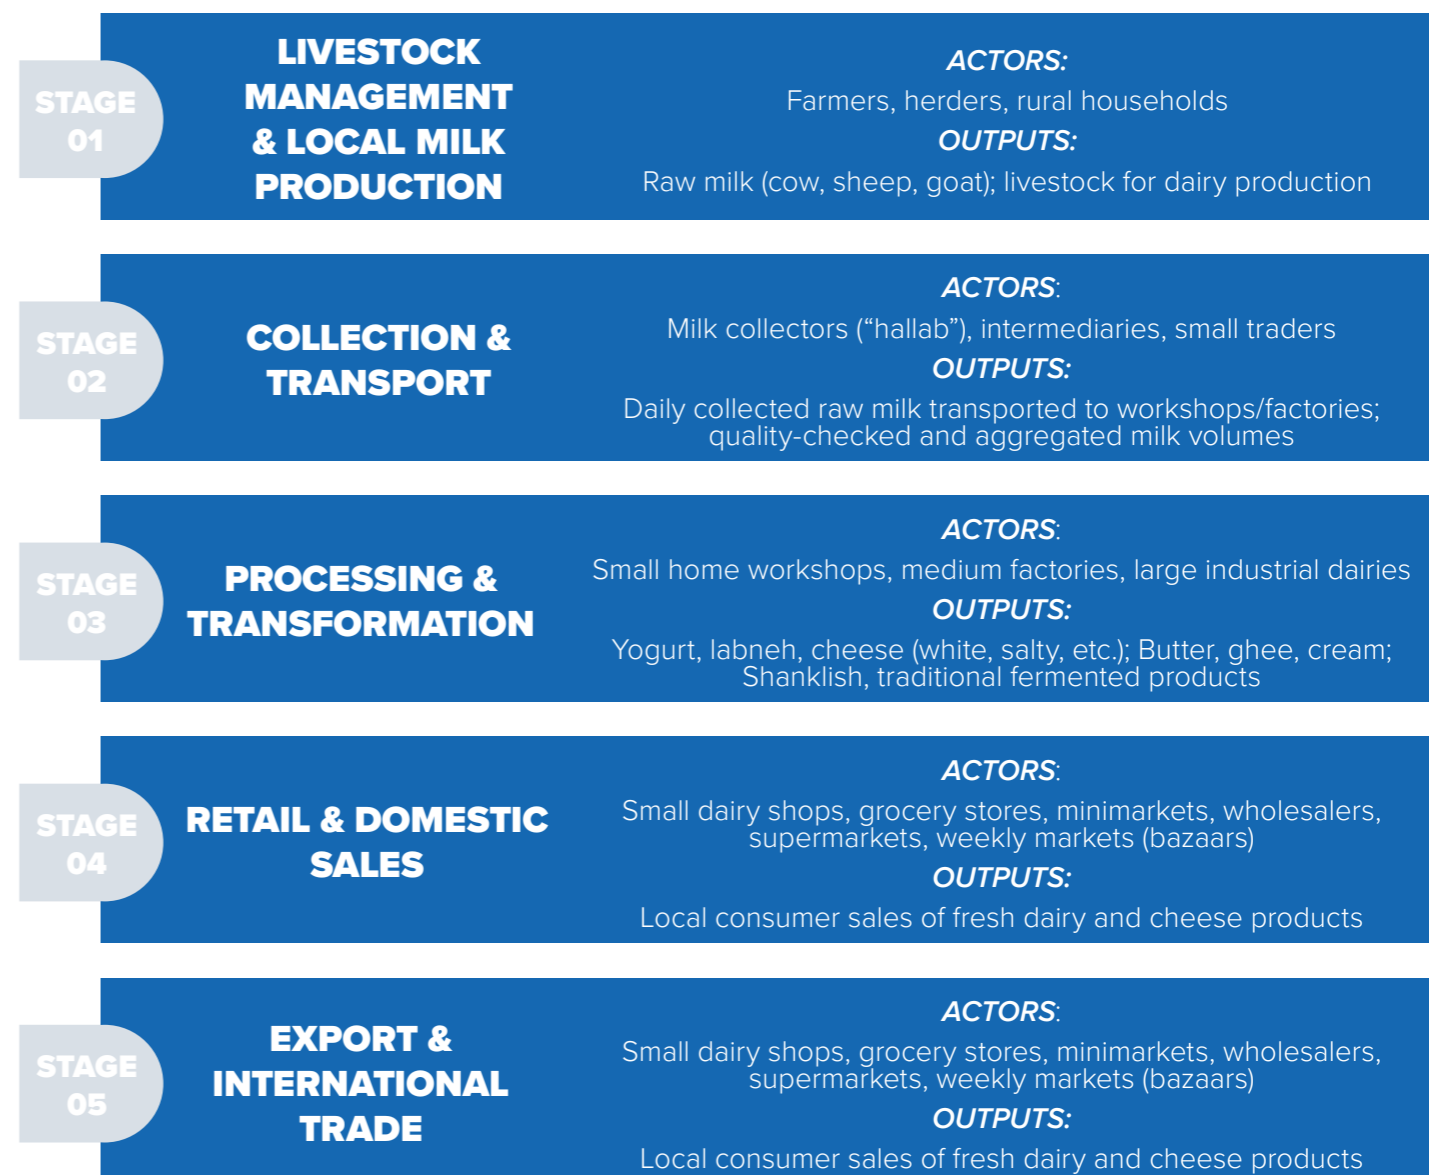 STAGE
01
LIVESTOCK
MANAGEMENT
& LOCAL MILK
PRODUCTION
ACTORS:
Farmers, herders, rural households
OUTPUTS:
Raw milk (cow, sheep, goat); livestock for dairy production
STAGE
02
COLLECTION &
TRANSPORT
ACTORS:
Milk collectors (“hallab”), intermediaries, small traders
OUTPUTS:
Daily collected raw milk transported to workshops/factories;
quality-checked and aggregated milk volumes
STAGE
03
PROCESSING &
TRANSFORMATION
ACTORS:
Small home workshops, medium factories, large industrial dairies
OUTPUTS:
Yogurt, labneh, cheese (white, salty, etc.); Butter, ghee, cream;
Shanklish, traditional fermented products
STAGE
04
RETAIL & DOMESTIC
SALES
ACTORS:
Small dairy shops, grocery stores, minimarkets, wholesalers,
supermarkets, weekly markets (bazaars)
OUTPUTS:
Local consumer sales of fresh dairy and cheese products
STAGE
05
EXPORT &
INTERNATIONAL
TRADE
ACTORS:
Small dairy shops, grocery stores, minimarkets, wholesalers,
supermarkets, weekly markets (bazaars)
OUTPUTS:
Local consumer sales of fresh dairy and cheese products